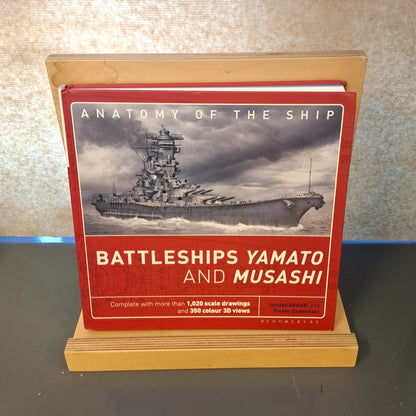 ANATOMY OF THE SHIP
BATTLESHIPS YAMATO
AND MUSASHI
Complete with more than 1,020 scale drawings
and 350 colour 3D views
Janusz Skulski and
Stefan Dramiński
BLOOMSBURY